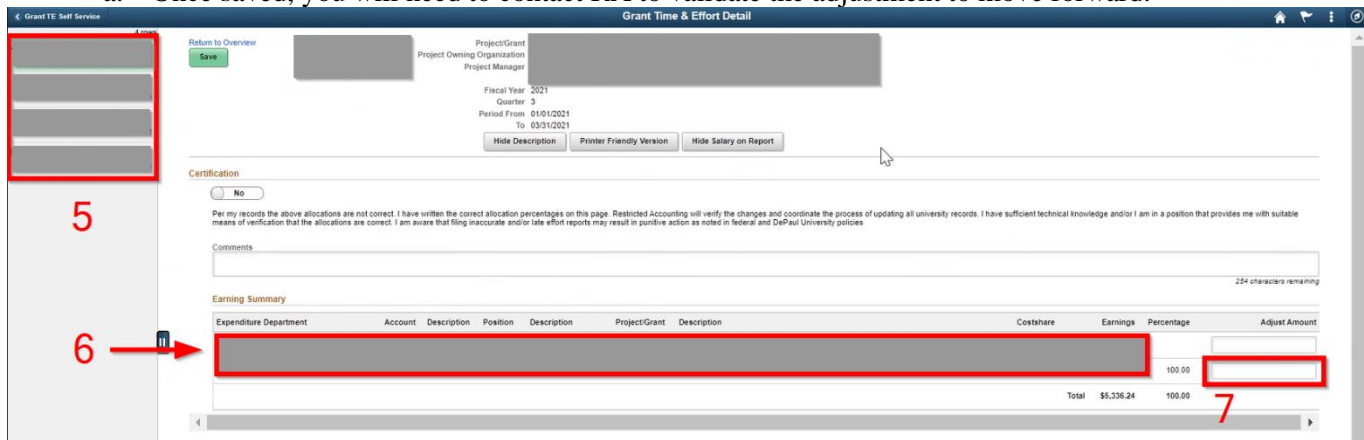 a. Once saved, you will need to contact RA to validate the adjustment to move forward.
Grant TE Self Service
Grant Time & Effort Detail
4 rows
Return to Overview
Save
Project/Grant
Project Owning Organization
Project Manager
Fiscal Year 2021
Quarter 3
Period From 01/01/2021
To 03/31/2021
Hide Description Printer Friendly Version Hide Salary on Report
Certification
No
Per my records the above allocations are not correct. I have written the correct allocation percentages on this page. Restricted Accounting will verify the changes and coordinate the process of updating all university records. I have sufficient technical knowledge and/or I am in a position that provides me with suitable
means of verification that the allocations are correct. I am aware that filing inaccurate and/or late effort reports may result in punitive action as noted in federal and DePaul University policies
Comments
254 characters remaining
Earning Summary
Expenditure Department Account Description Position Description Project/Grant Description Costshare Earnings Percentage Adjust Amount
100.00
Total $5,336.24 100.00
5
6
7